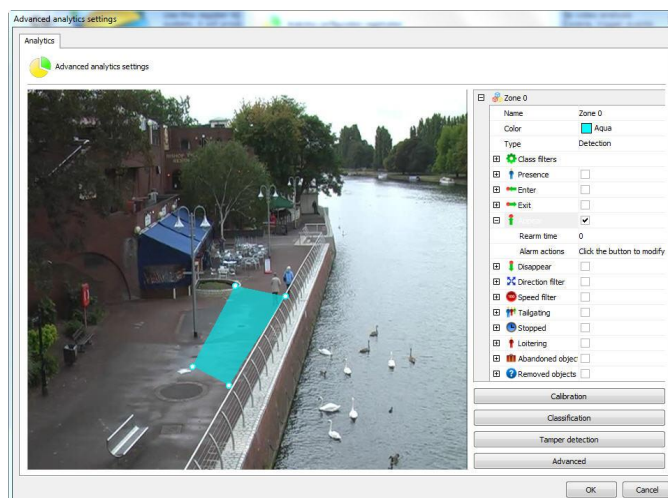 Advanced analytics settings
Analytics
Advanced analytics settings
Zone 0
Name Zone 0
Color Aqua
Type Detection
Class filters
Presence
Enter
Exit
Rearm time 0
Alarm actions Click the button to modify
Disappear
Direction filter
Speed filter
Tailgating
Stopped
Loitering
Abandoned objec
Removed objects
Calibration
Classification
Tamper detection
Advanced
OK Cancel